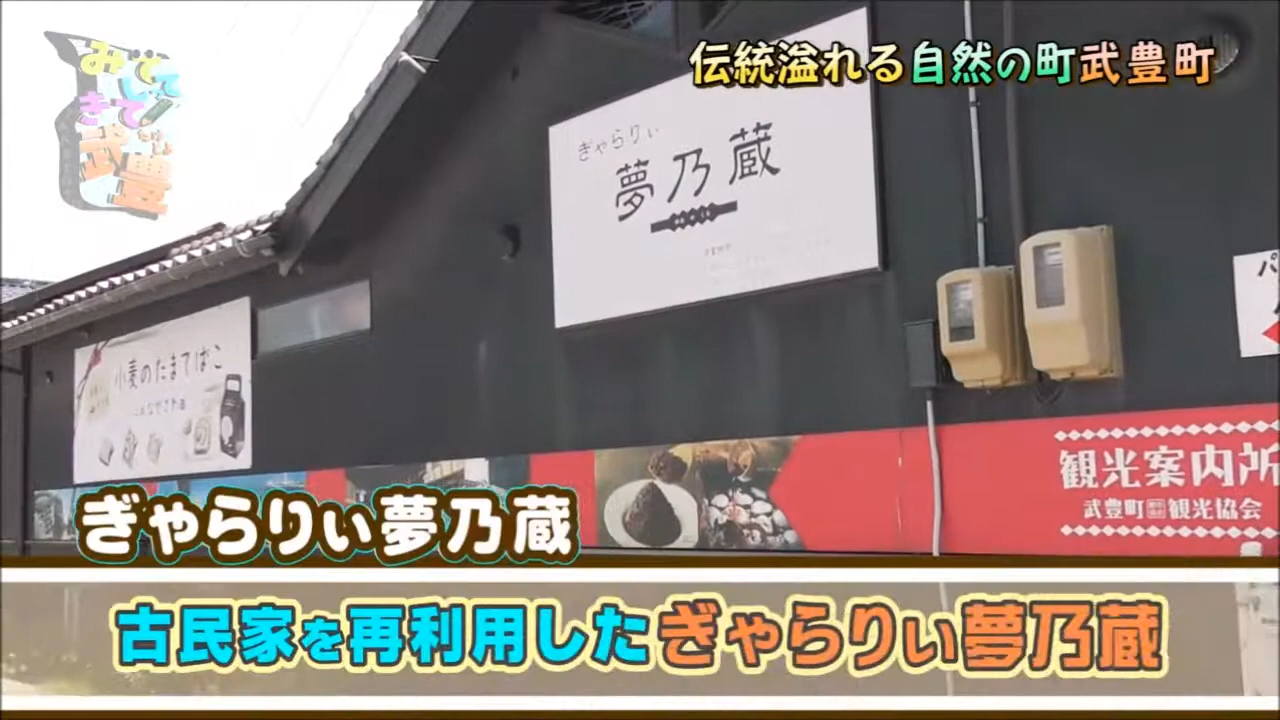 みて
して
きて!
武豊
伝統溢れる自然の町武豊町
ぎゃらりぃ
夢乃蔵
小麦のたまてばこ
観光案内所
武豊町観光協会
ぎゃらりぃ夢乃蔵
古民家を再利用したぎゃらりぃ夢乃蔵